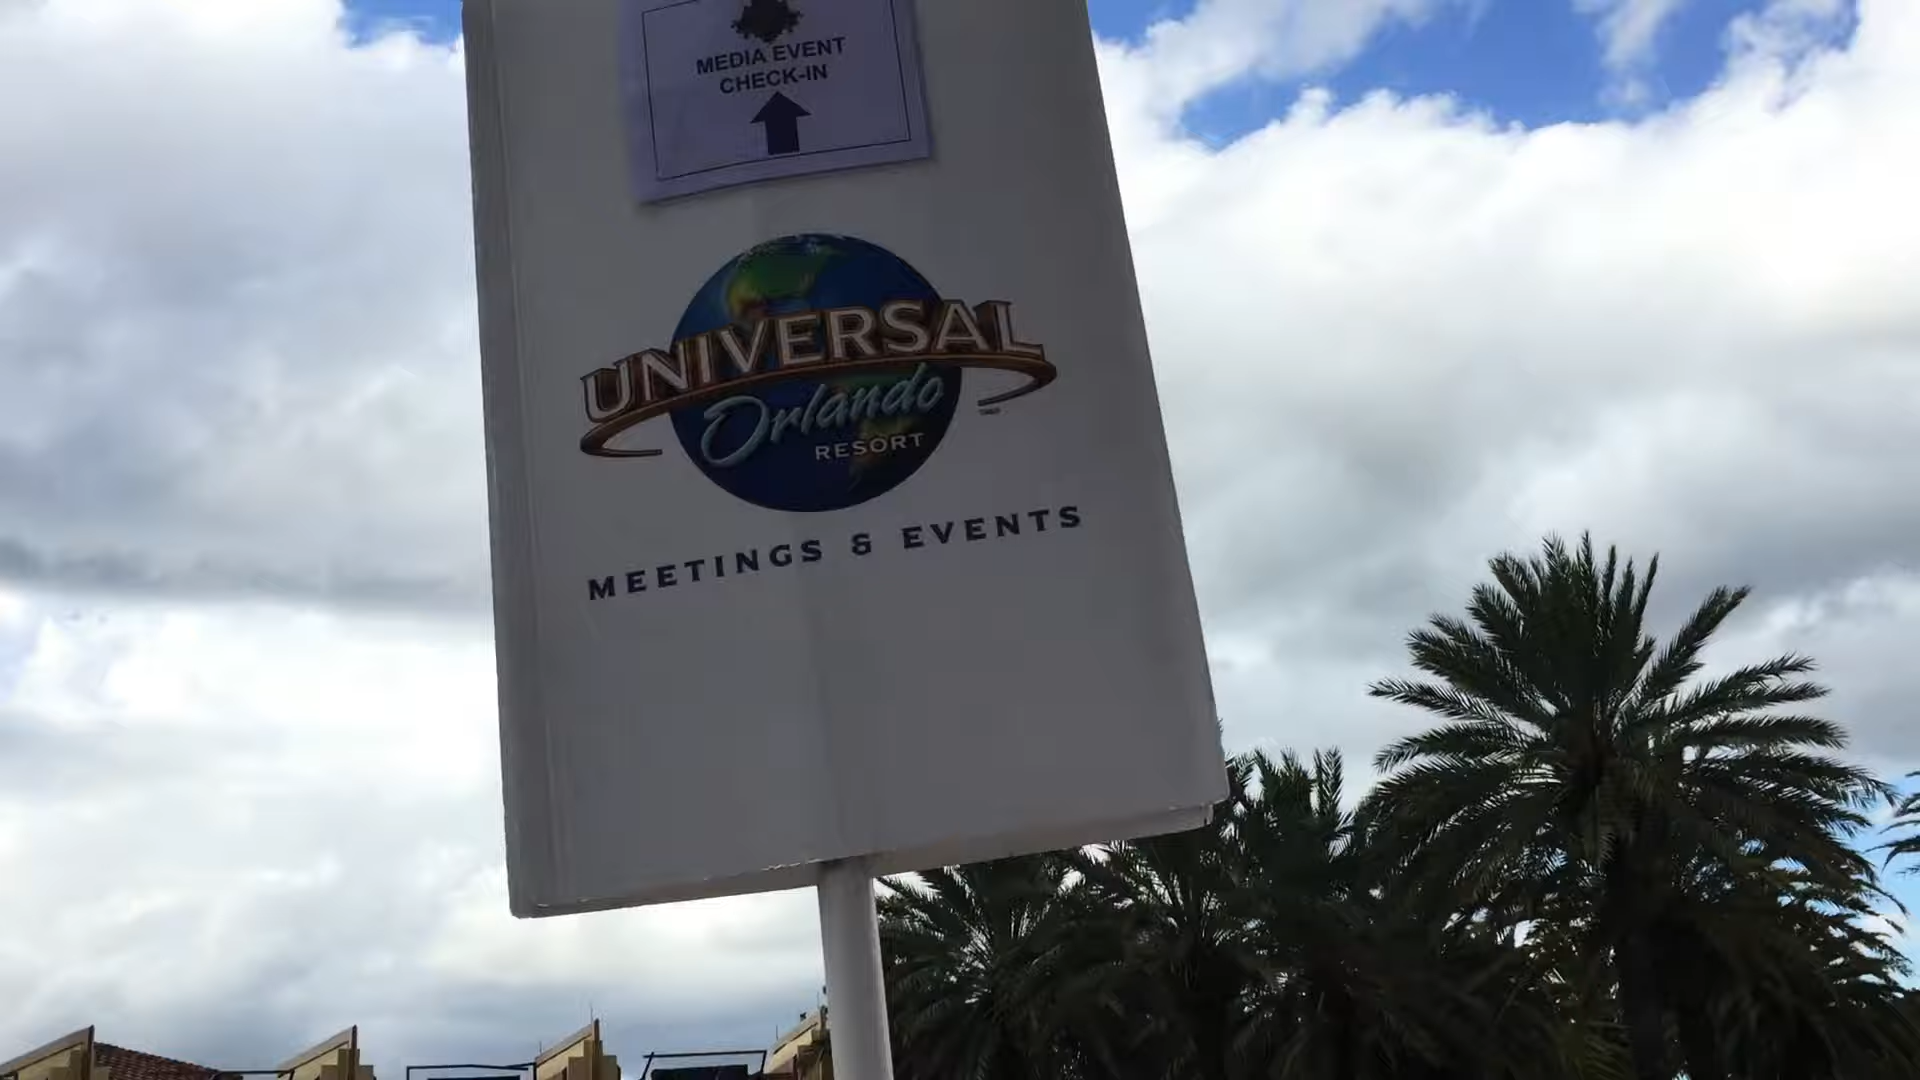 MEDIA EVENT
CHECK-IN
UNIVERSAL
Orlando
RESORT
MEETINGS & EVENTS